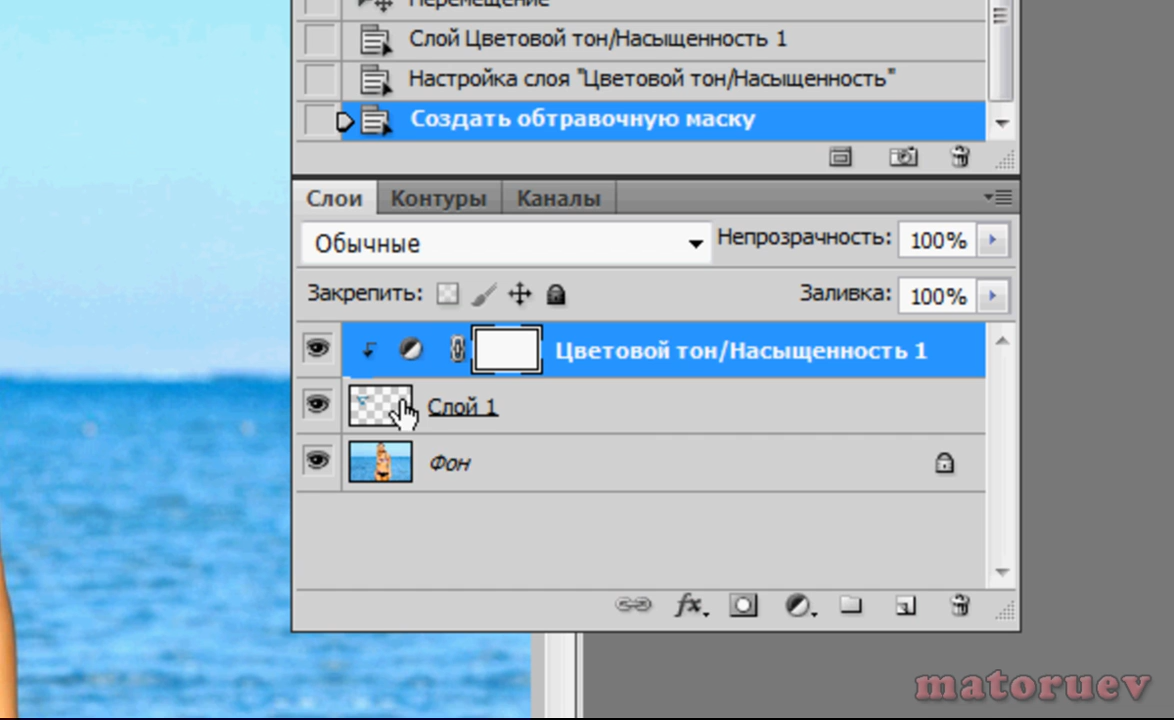 Перемещение
Слой Цветовой тон/Насыщенность 1
Настройка слоя "Цветовой тон/Насыщенность"
Создать обтравочную маску
Слои Контуры Каналы
Обычные Непрозрачность: 100%
Закрепить: Заливка: 100%
Цветовой тон/Насыщенность 1
Слой 1
Фон
fx
matoruev